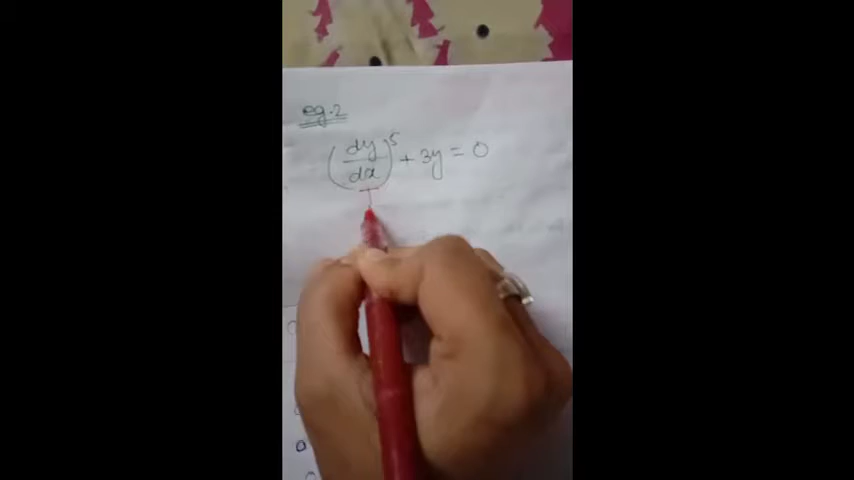 eg. 2
(dy/dx)^5 + 3y = 0